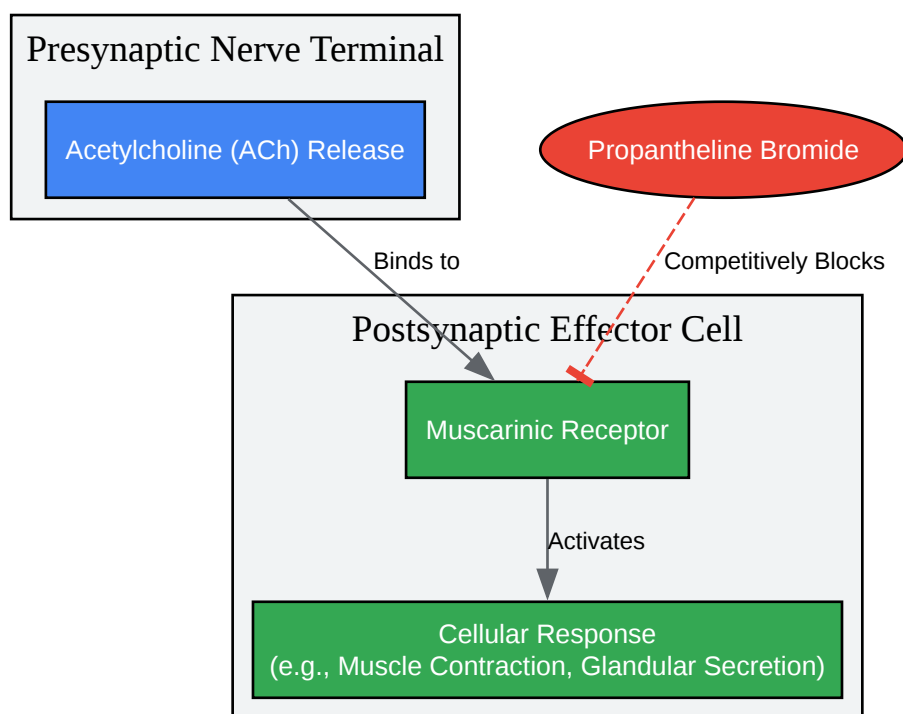 Presynaptic Nerve Terminal
Acetylcholine (ACh) Release
Propantheline Bromide
Binds to
Competitively Blocks
Postsynaptic Effector Cell
Muscarinic Receptor
Activates
Cellular Response
(e.g., Muscle Contraction, Glandular Secretion)